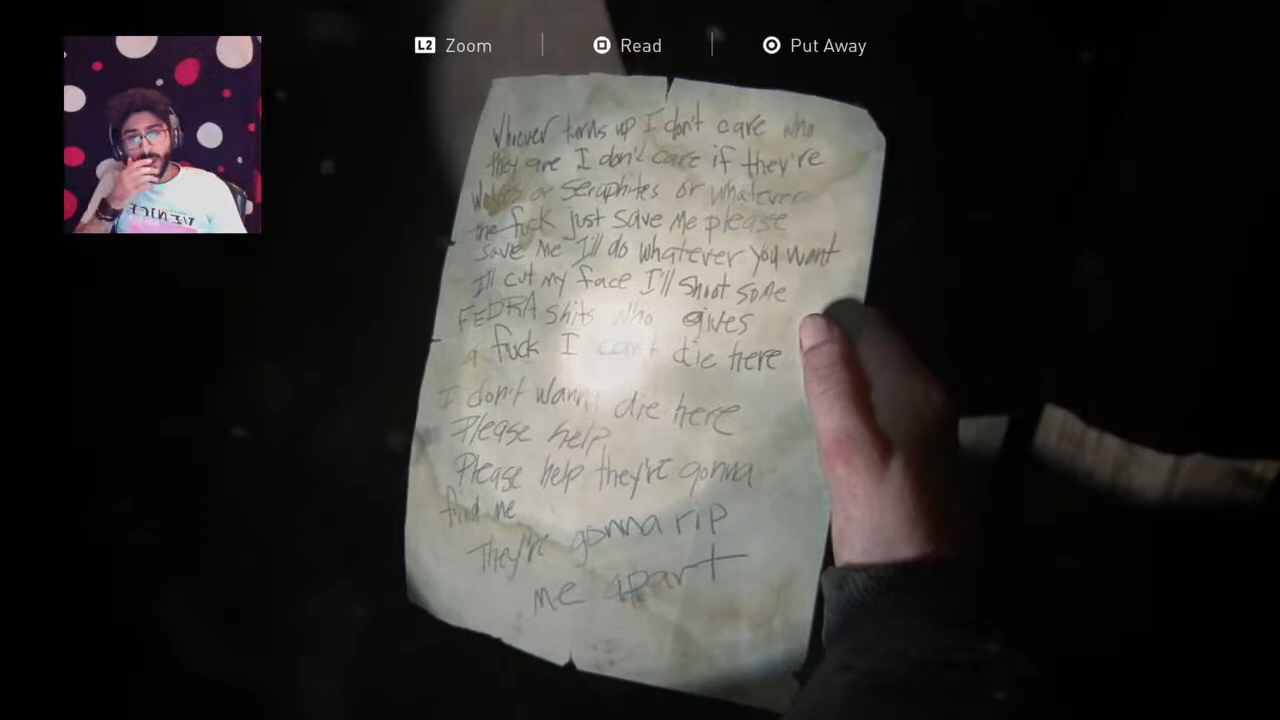 L2 Zoom | Read | Put Away
VENICE
Whoever turns up I don't care who
they are I don't care if they're
Wolves or Seraphites or whatever
the fuck just save me please
save me I'll do whatever you want
I'll cut my face I'll shoot some
FEDRA shits who gives
a fuck I can't die here
I don't wanna die here
Please help
Please help they're gonna
find me
They're gonna rip
me apart